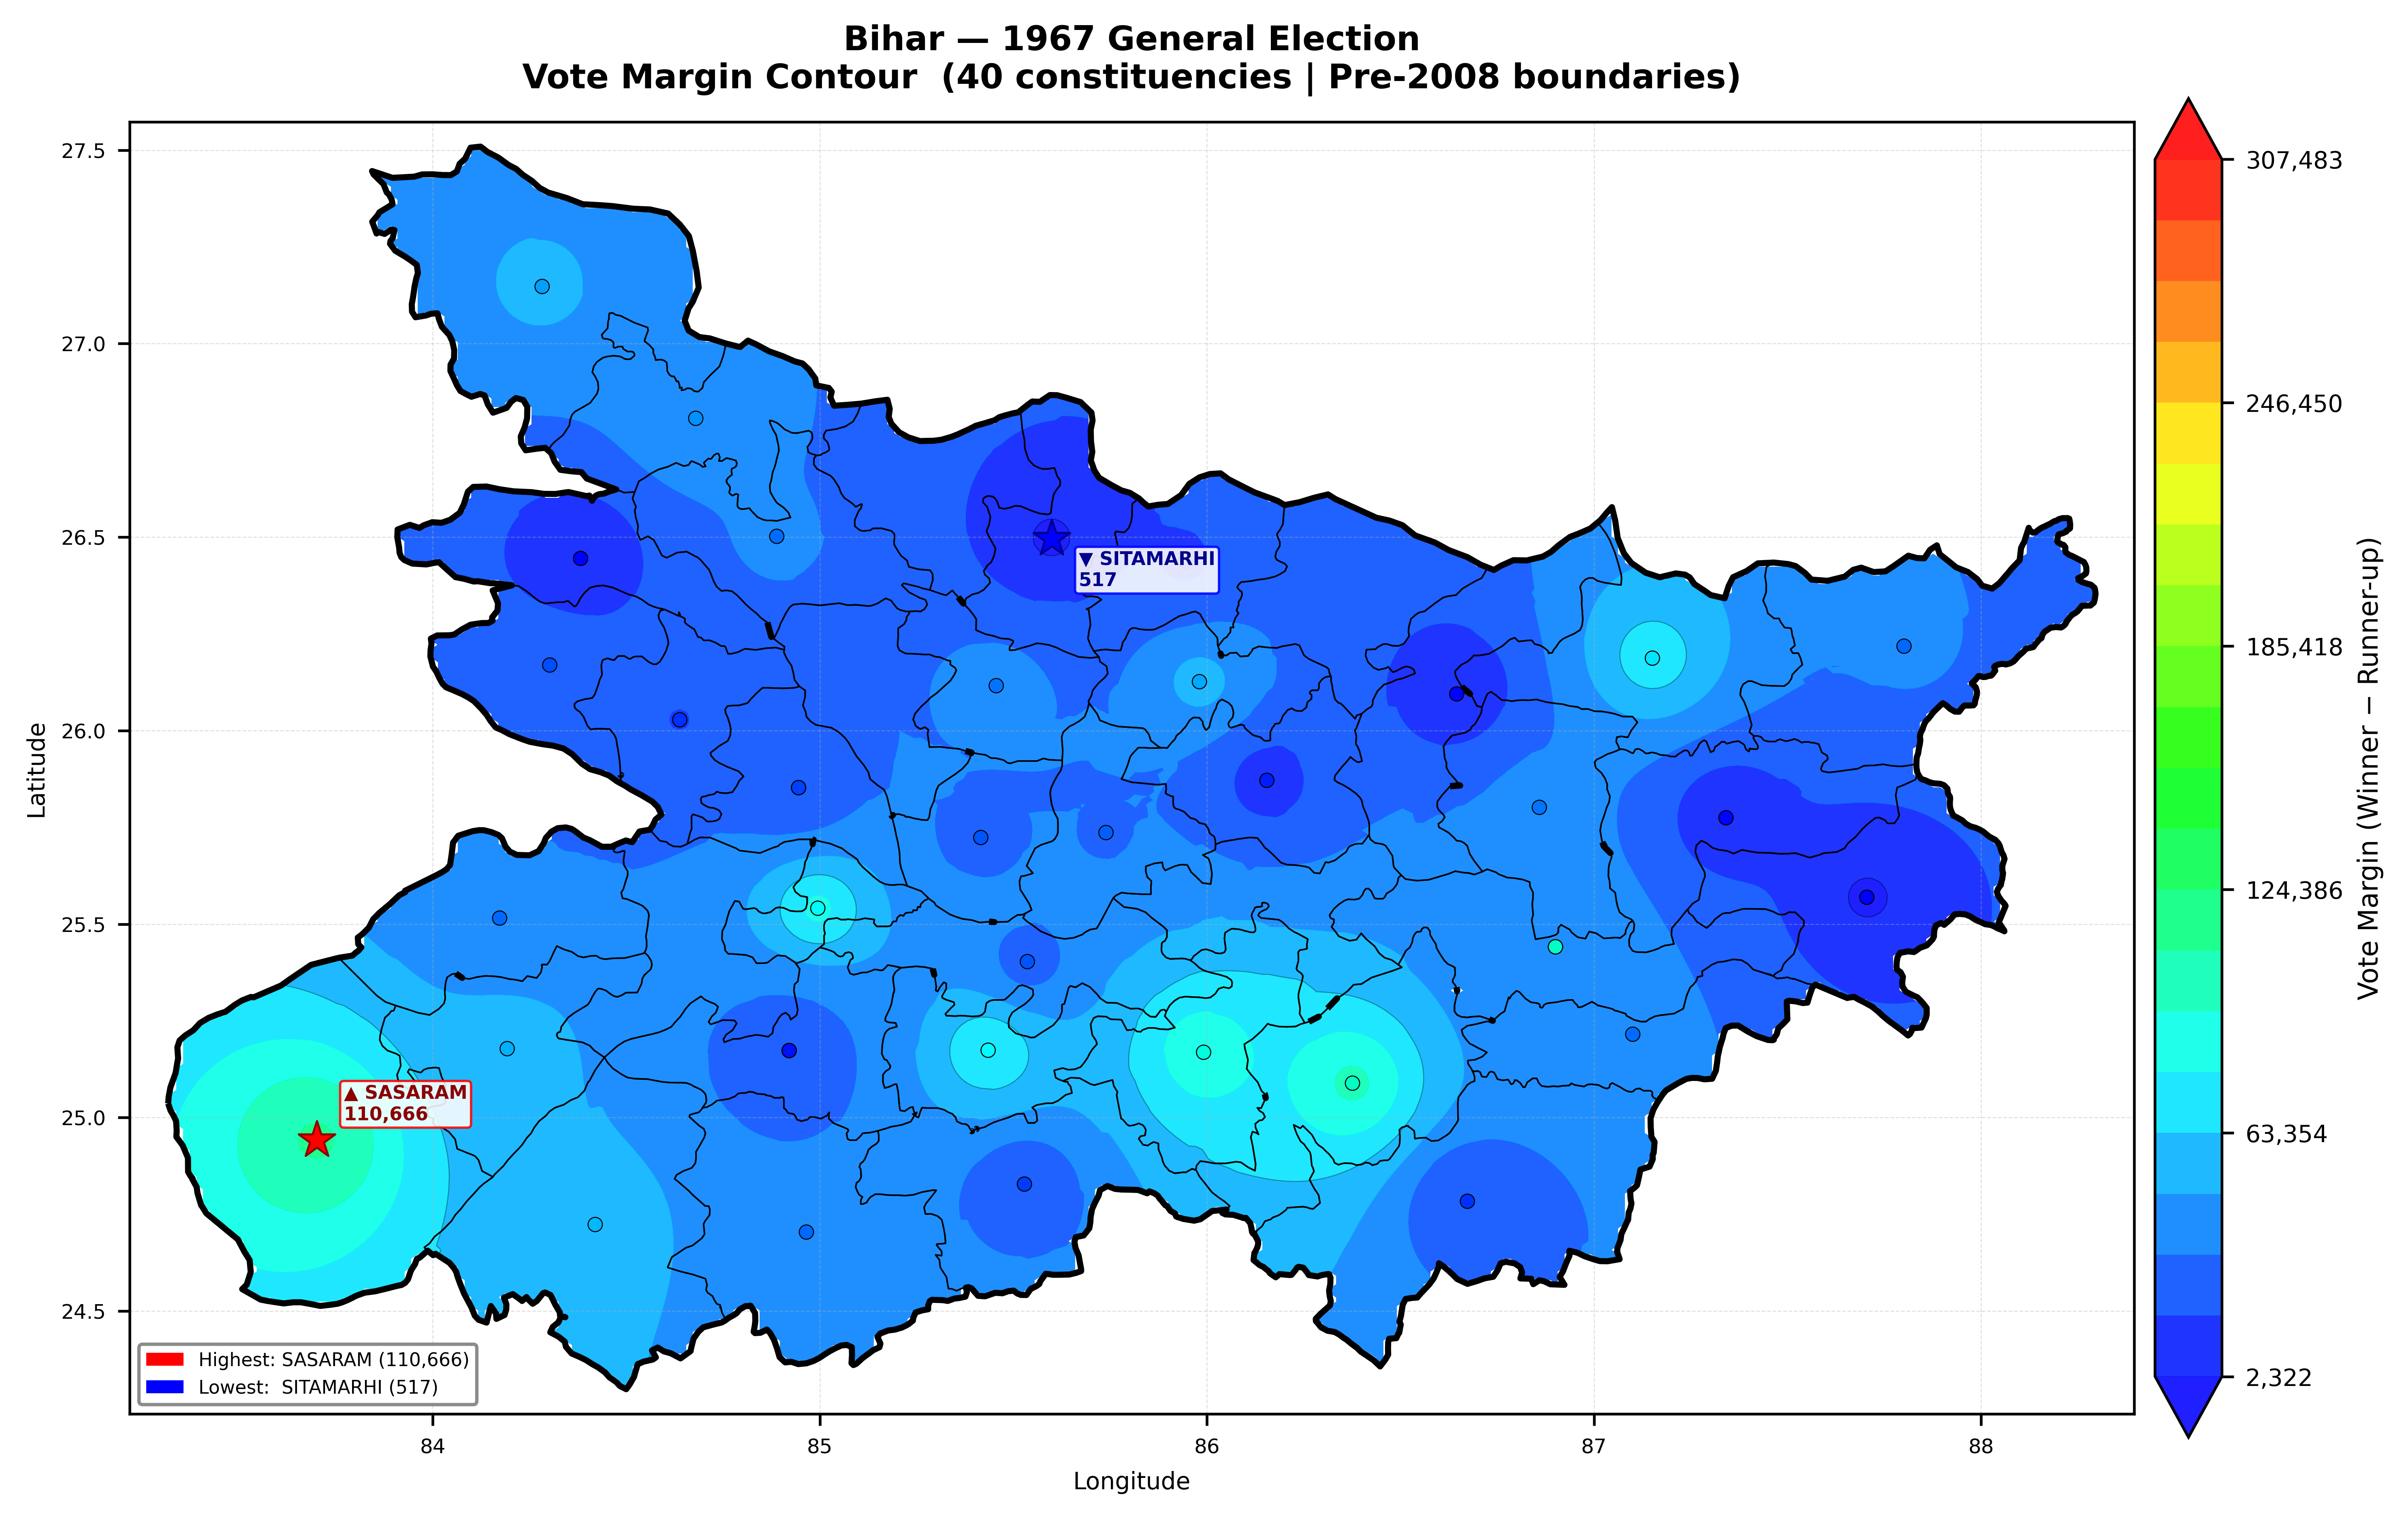 Bihar — 1967 General Election
Vote Margin Contour (40 constituencies | Pre-2008 boundaries)
27.5
27.0
26.5
26.0
25.5
25.0
24.5
Latitude
▼ SITAMARHI
517
▲ SASARAM
110,666
Highest: SASARAM (110,666)
Lowest: SITAMARHI (517)
84
85
86
87
88
Longitude
307,483
246,450
185,418
124,386
63,354
2,322
Vote Margin (Winner − Runner-up)